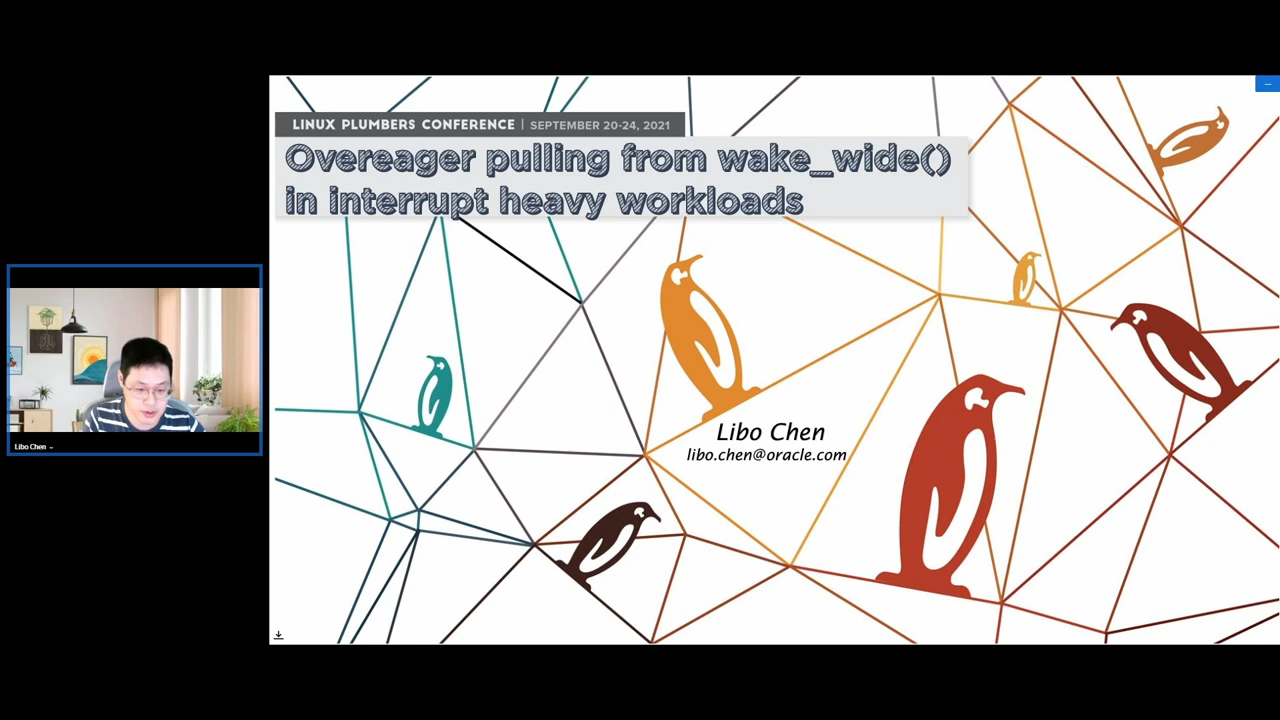 LINUX PLUMBERS CONFERENCE | SEPTEMBER 20-24, 2021
Overeager pulling from wake_wide()
in interrupt heavy workloads
Libo Chen
libo.chen@oracle.com
Libo Chen